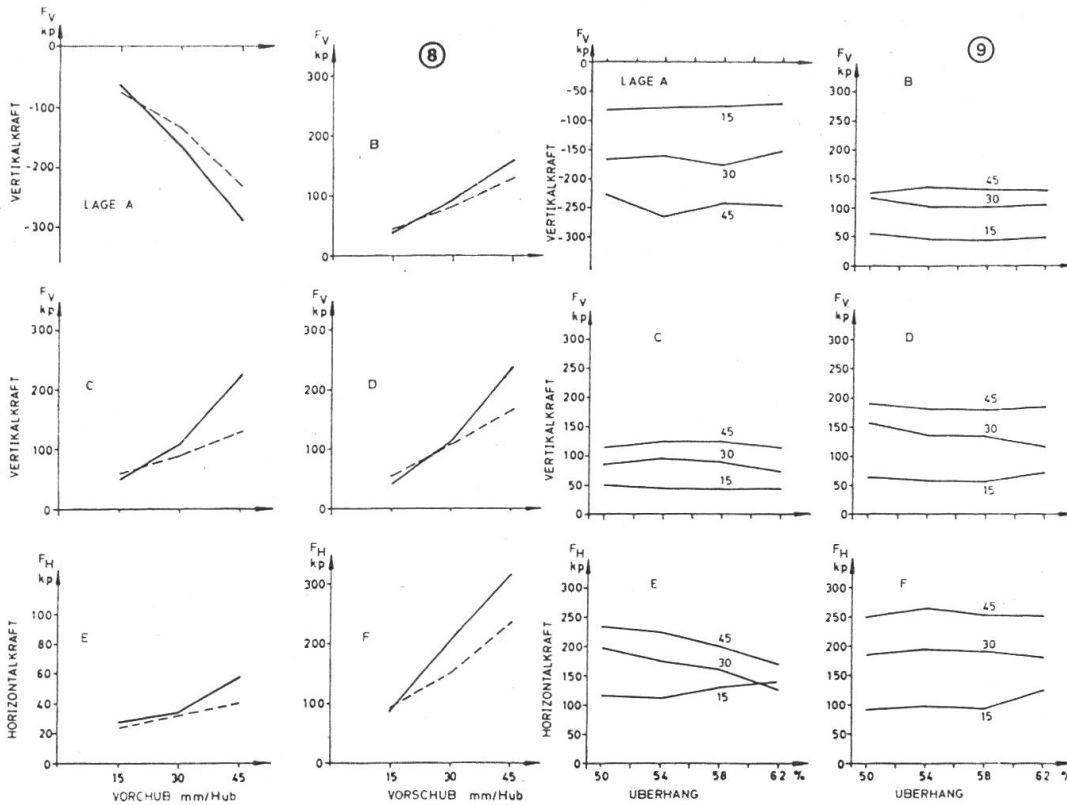 F_V
kp
0
-100
-200
-300
VERTIKALKRAFT
LAGE A
8
F_V
kp
300
200
100
0
B
F_V
kp
0
-50
-100
-150
-200
-250
-300
VERTIKALKRAFT
LAGE A
15
30
45
9
F_V
kp
300
250
200
150
100
50
0
B
45
30
15
F_V
kp
300
200
100
0
VERTIKALKRAFT
C
F_V
kp
300
200
100
0
D
F_V
kp
300
250
200
150
100
50
0
VERTIKALKRAFT
C
45
30
15
F_V
kp
300
250
200
150
100
50
0
D
45
30
15
F_H
kp
100
80
60
40
20
0
HORIZONTALKRAFT
E
15 30 45
VORCHUB mm/Hub
F_H
kp
300
200
100
0
F
15 30 45
VORSCHUB mm/Hub
F_H
kp
300
250
200
150
100
50
0
HORIZONTALKRAFT
E
45
30
15
50 54 58 62 %
ÜBERHANG
F_H
kp
300
250
200
150
100
50
0
F
45
30
15
50 54 58 62 %
ÜBERHANG